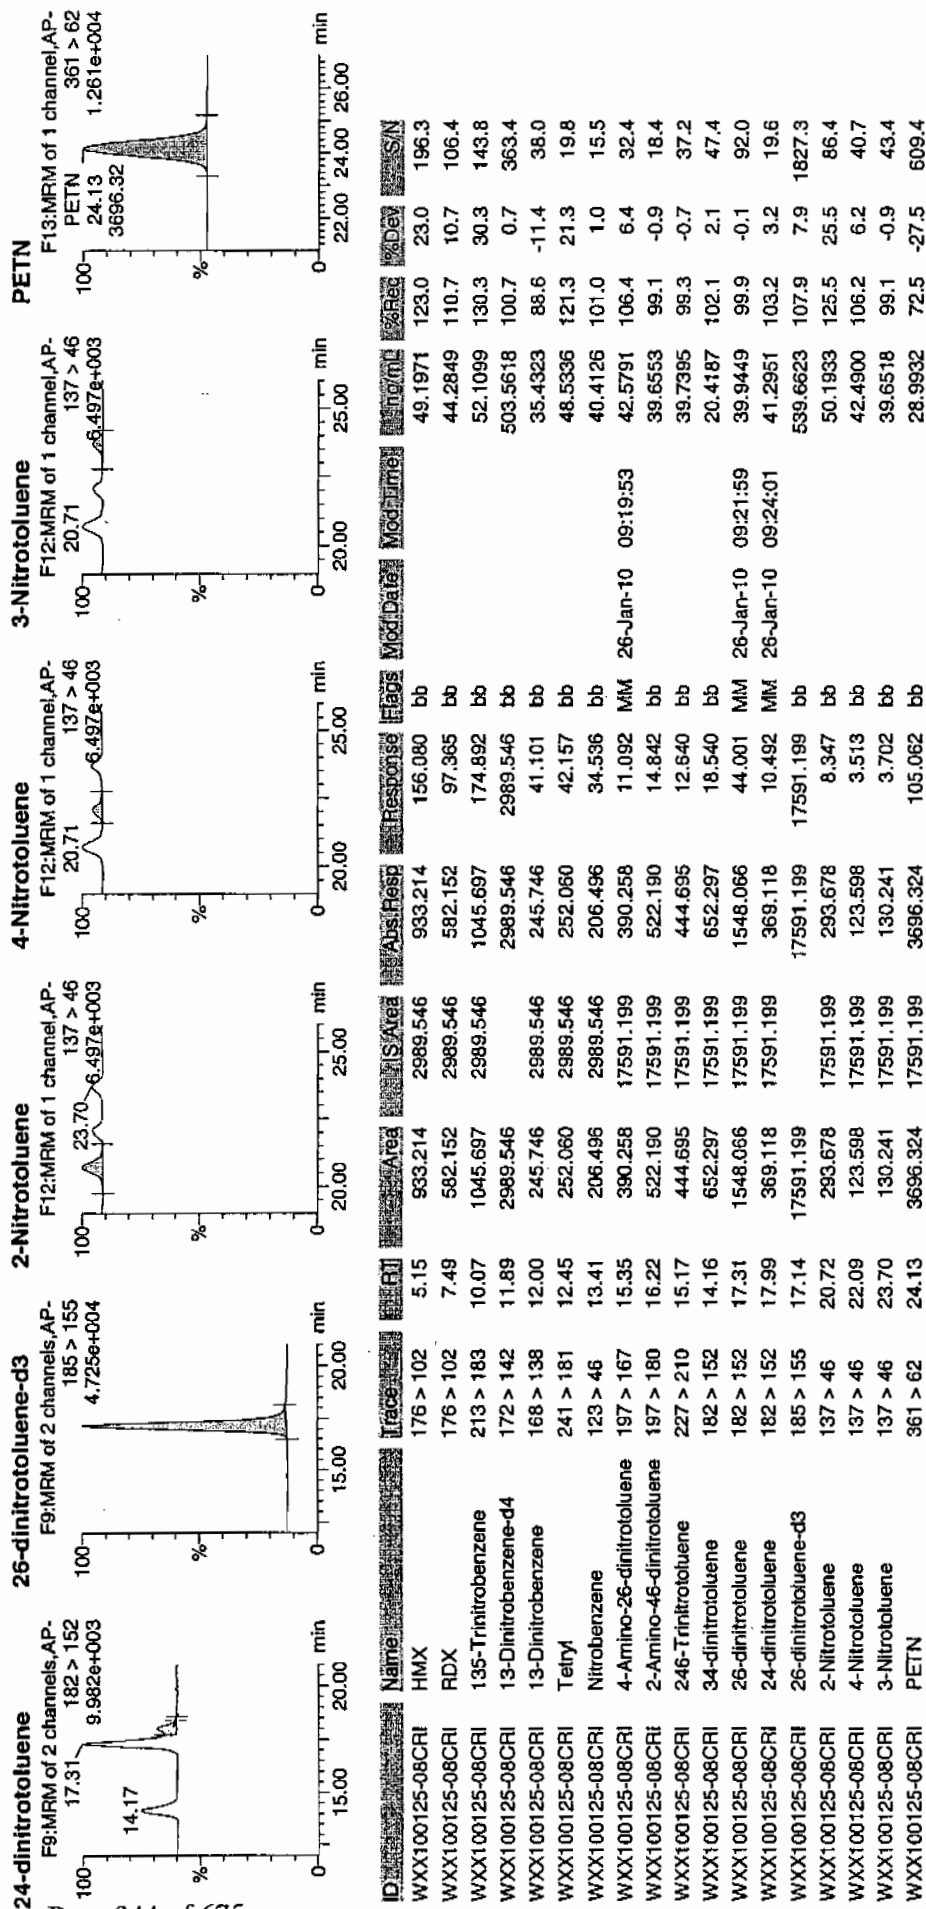 24-dinitrotoluene
F9:MRM of 2 channels,AP-
182 > 152
9.982e+003
100
17.31
14.17
15.00 20.00 min
26-dinitrotoluene-d3
F9:MRM of 2 channels,AP-
185 > 155
4.725e+004
100
%
0
15.00 20.00 min
2-Nitrotoluene
F12:MRM of 1 channel,AP-
137 > 46
6.497e+003
100
23.70
%
0
20.00 25.00 min
4-Nitrotoluene
F12:MRM of 1 channel,AP-
137 > 46
6.497e+003
100
20.71
%
0
20.00 25.00 min
3-Nitrotoluene
F12:MRM of 1 channel,AP-
137 > 46
6.497e+003
100
20.71
%
0
20.00 25.00 min
PETN
F13:MRM of 1 channel,AP-
361 > 62
1.261e+004
100
PETN
24.13
3696.32
%
0
22.00 24.00 26.00 min
ID Name Trace RT Area IS Area Abs.Resp Response Flags Mod.Date Mod.Time ng/mL %Rec %Dev S/N
WXX100125-08CRI HMX 176 > 102 5.15 933.214 2989.546 933.214 156.080 bb 49.1971 123.0 23.0 196.3
WXX100125-08CRI RDX 176 > 102 7.49 582.152 2989.546 582.152 97.365 bb 44.2849 110.7 10.7 106.4
WXX100125-08CRI 135-Trinitrobenzene 213 > 183 10.07 1045.697 2989.546 1045.697 174.892 bb 52.1099 130.3 30.3 143.8
WXX100125-08CRI 13-Dinitrobenzene-d4 172 > 142 11.89 2989.546 2989.546 2989.546 bb 503.5618 100.7 0.7 363.4
WXX100125-08CRI 13-Dinitrobenzene 168 > 138 12.00 245.746 2989.546 245.746 41.101 bb 35.4323 88.6 -11.4 38.0
WXX100125-08CRI Tetryl 241 > 181 12.45 252.060 2989.546 252.060 42.157 bb 48.5336 121.3 21.3 19.8
WXX100125-08CRI Nitrobenzene 123 > 46 13.41 206.496 2989.546 206.496 34.536 bb 40.4126 101.0 1.0 15.5
WXX100125-08CRI 4-Amino-26-dinitrotoluene 197 > 167 15.35 390.258 17591.199 390.258 11.092 MM 26-Jan-10 09:19:53 42.5791 106.4 6.4 32.4
WXX100125-08CRI 2-Amino-46-dinitrotoluene 197 > 180 16.22 522.190 17591.199 522.190 14.842 bb 39.6553 99.1 -0.9 18.4
WXX100125-08CRI 246-Trinitrotoluene 227 > 210 15.17 444.695 17591.199 444.695 12.640 bb 39.7395 99.3 -0.7 37.2
WXX100125-08CRI 34-dinitrotoluene 182 > 152 14.16 652.297 17591.199 652.297 18.540 bb 20.4187 102.1 2.1 47.4
WXX100125-08CRI 26-dinitrotoluene 182 > 152 17.31 1548.066 17591.199 1548.066 44.001 MM 26-Jan-10 09:21:59 39.9449 99.9 -0.1 92.0
WXX100125-08CRI 24-dinitrotoluene 182 > 152 17.99 369.118 17591.199 369.118 10.492 MM 26-Jan-10 09:24:01 41.2951 103.2 3.2 19.6
WXX100125-08CRI 26-dinitrotoluene-d3 185 > 155 17.14 17591.199 17591.199 17591.199 bb 539.6623 107.9 7.9 1827.3
WXX100125-08CRI 2-Nitrotoluene 137 > 46 20.72 293.678 17591.199 293.678 8.347 bb 50.1933 125.5 25.5 86.4
WXX100125-08CRI 4-Nitrotoluene 137 > 46 22.09 123.598 17591.199 123.598 3.513 bb 42.4900 106.2 6.2 40.7
WXX100125-08CRI 3-Nitrotoluene 137 > 46 23.70 130.241 17591.199 130.241 3.702 bb 39.6518 99.1 -0.9 43.4
WXX100125-08CRI PETN 361 > 62 24.13 3696.324 17591.199 3696.324 105.062 bb 28.9932 72.5 -27.5 609.4